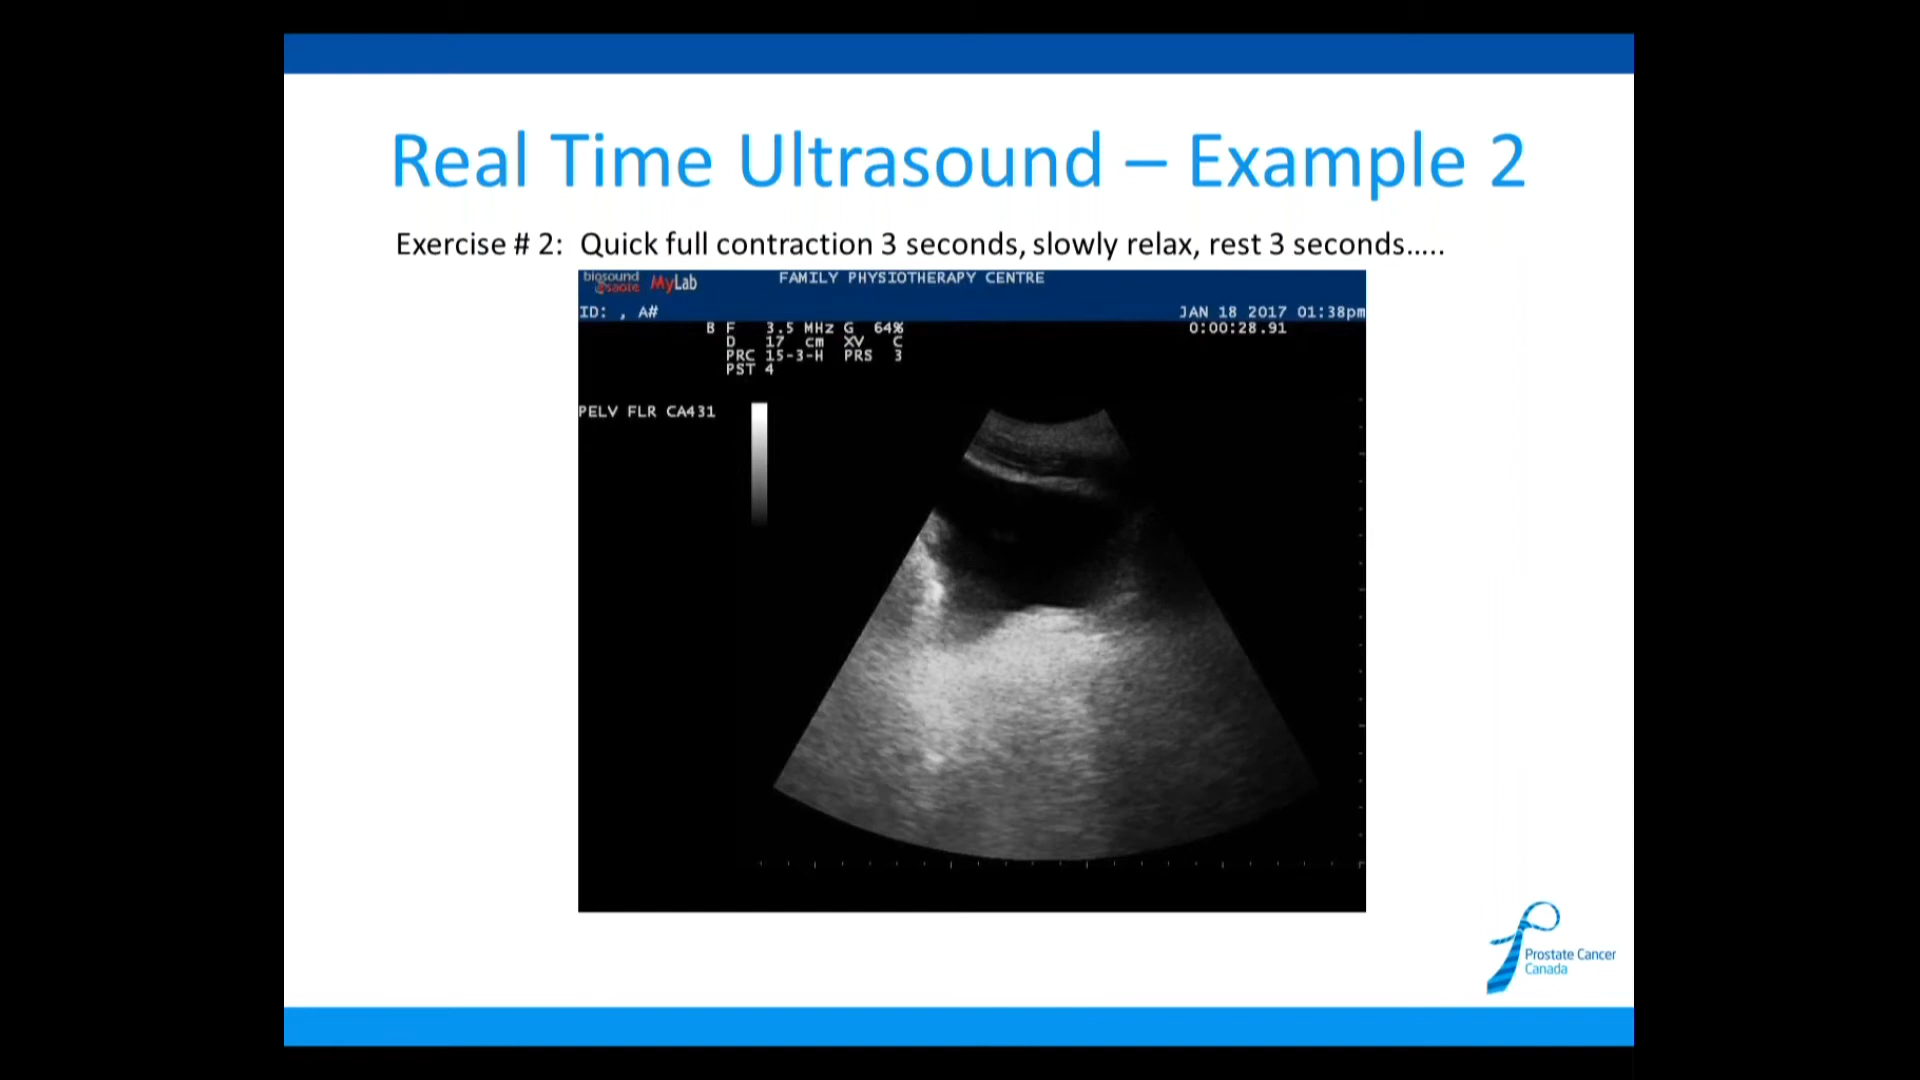 Real Time Ultrasound – Example 2
Exercise # 2: Quick full contraction 3 seconds, slowly relax, rest 3 seconds…..
biosound esaote MyLab FAMILY PHYSIOTHERAPY CENTRE
ID: , A# JAN 18 2017 01:38pm
B F 3.5 MHz G 64% 0:00:28.91
D 17 cm XV C
PRC 15-3-H PRS 3
PST 4
PELV FLR CA431
Prostate Cancer
Canada